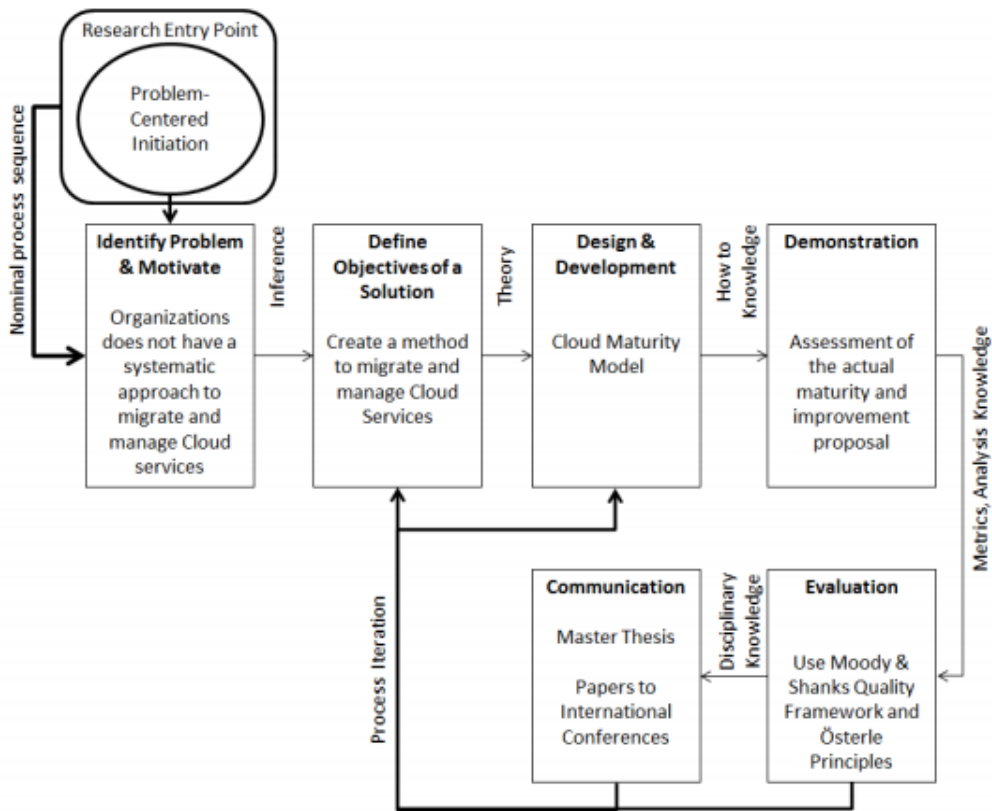 Research Entry Point
Problem-
Centered
Initiation
Nominal process sequence
Identify Problem
& Motivate
Organizations
does not have a
systematic
approach to
migrate and
manage Cloud
services
Inference
Define
Objectives of a
Solution
Create a method
to migrate and
manage Cloud
Services
Theory
Design &
Development
Cloud Maturity
Model
How to
Knowledge
Demonstration
Assessment of
the actual
maturity and
improvement
proposal
Metrics, Analysis Knowledge
Evaluation
Use Moody &
Shanks Quality
Framework and
Österle
Principles
Disciplinary
Knowledge
Communication
Master Thesis
Papers to
International
Conferences
Process Iteration